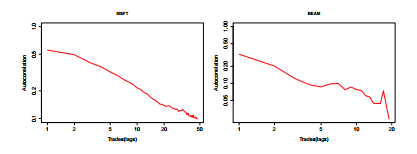 MSFT
Autocorrelation
1.0
0.5
0.2
0.1
1 2 5 10 20 50
Trades(lags)
BEAM
Autocorrelation
1.00
0.50
0.20
0.10
0.05
1 2 5 10 20
Trades(lags)